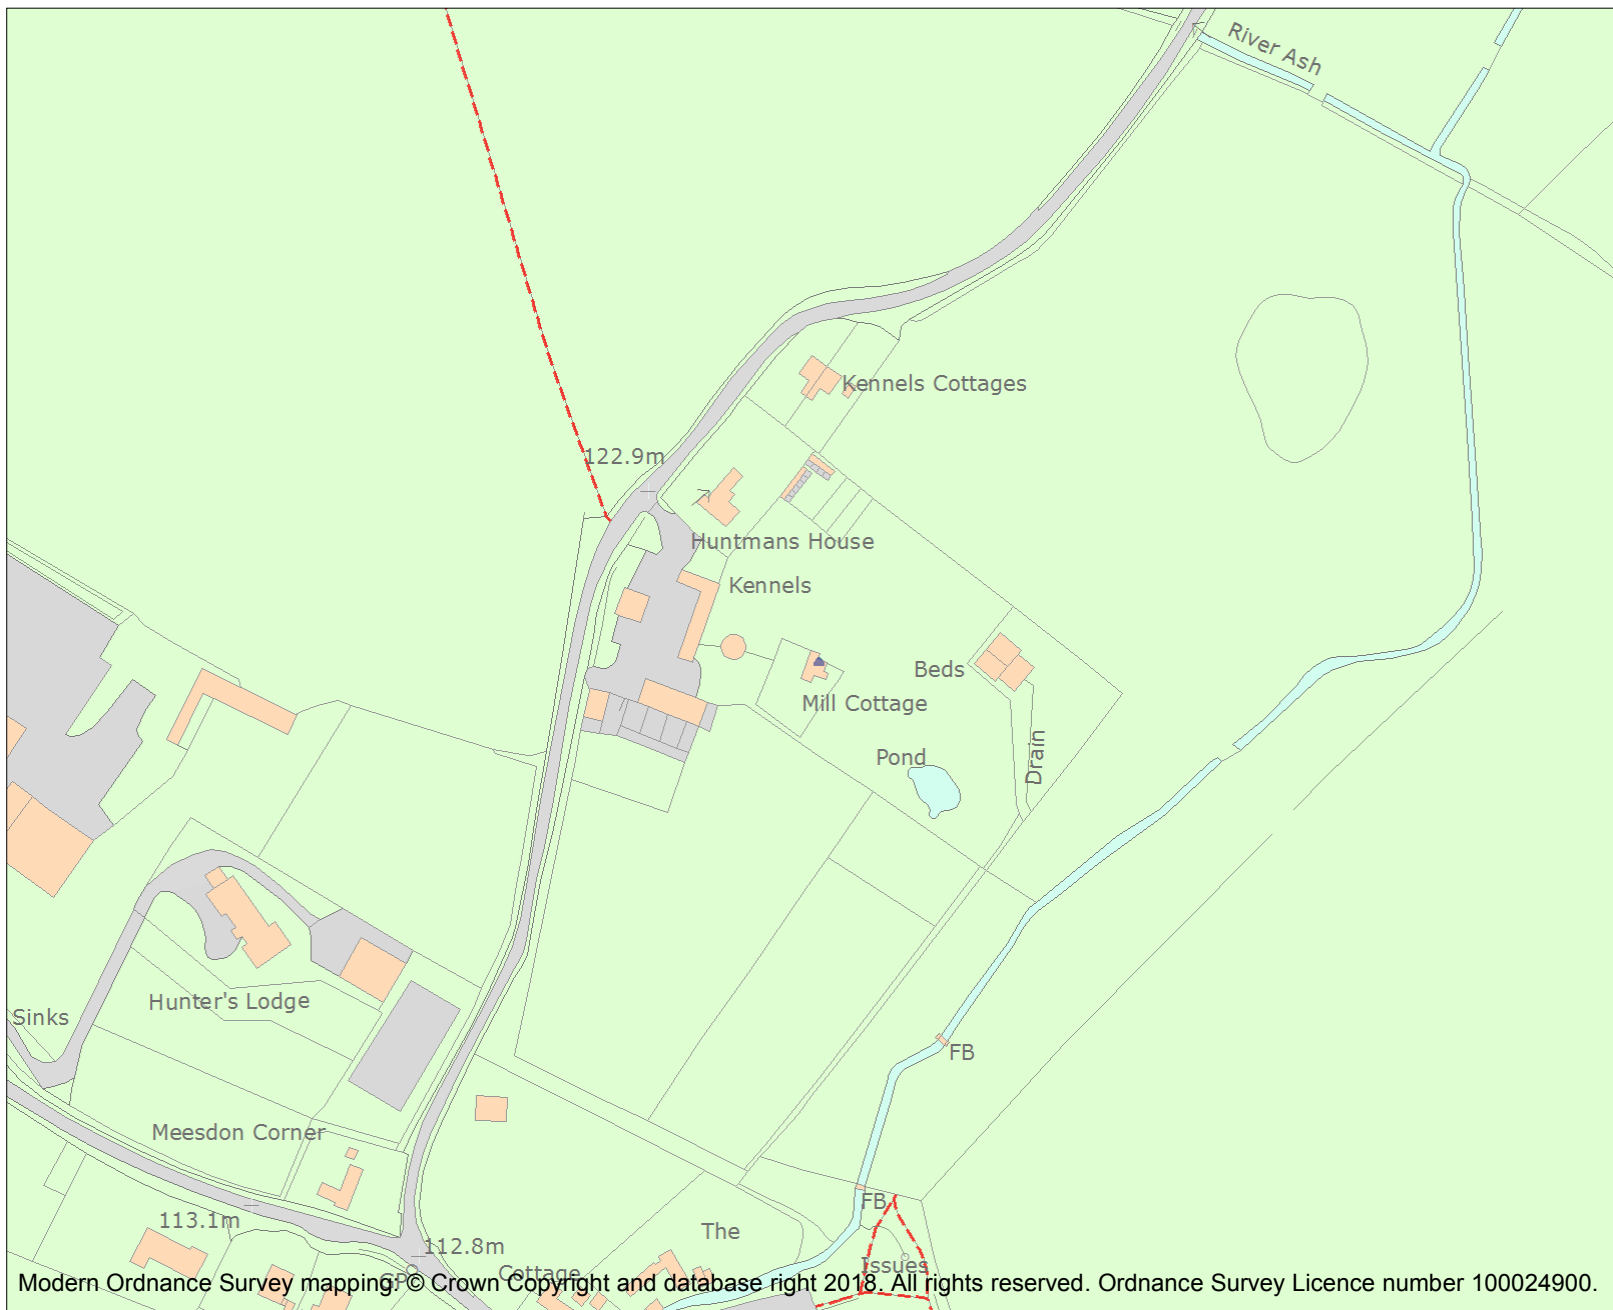 River Ash
Kennels Cottages
122.9m
Huntmans House
Kennels
Beds
Mill Cottage
Drain
Pond
Hunter's Lodge
Sinks
FB
Meesdon Corner
FB
113.1m
The
112.8m
Issues
Cottage
GP
Modern Ordnance Survey mapping: © Crown Copyright and database right 2018. All rights reserved. Ordnance Survey Licence number 100024900.